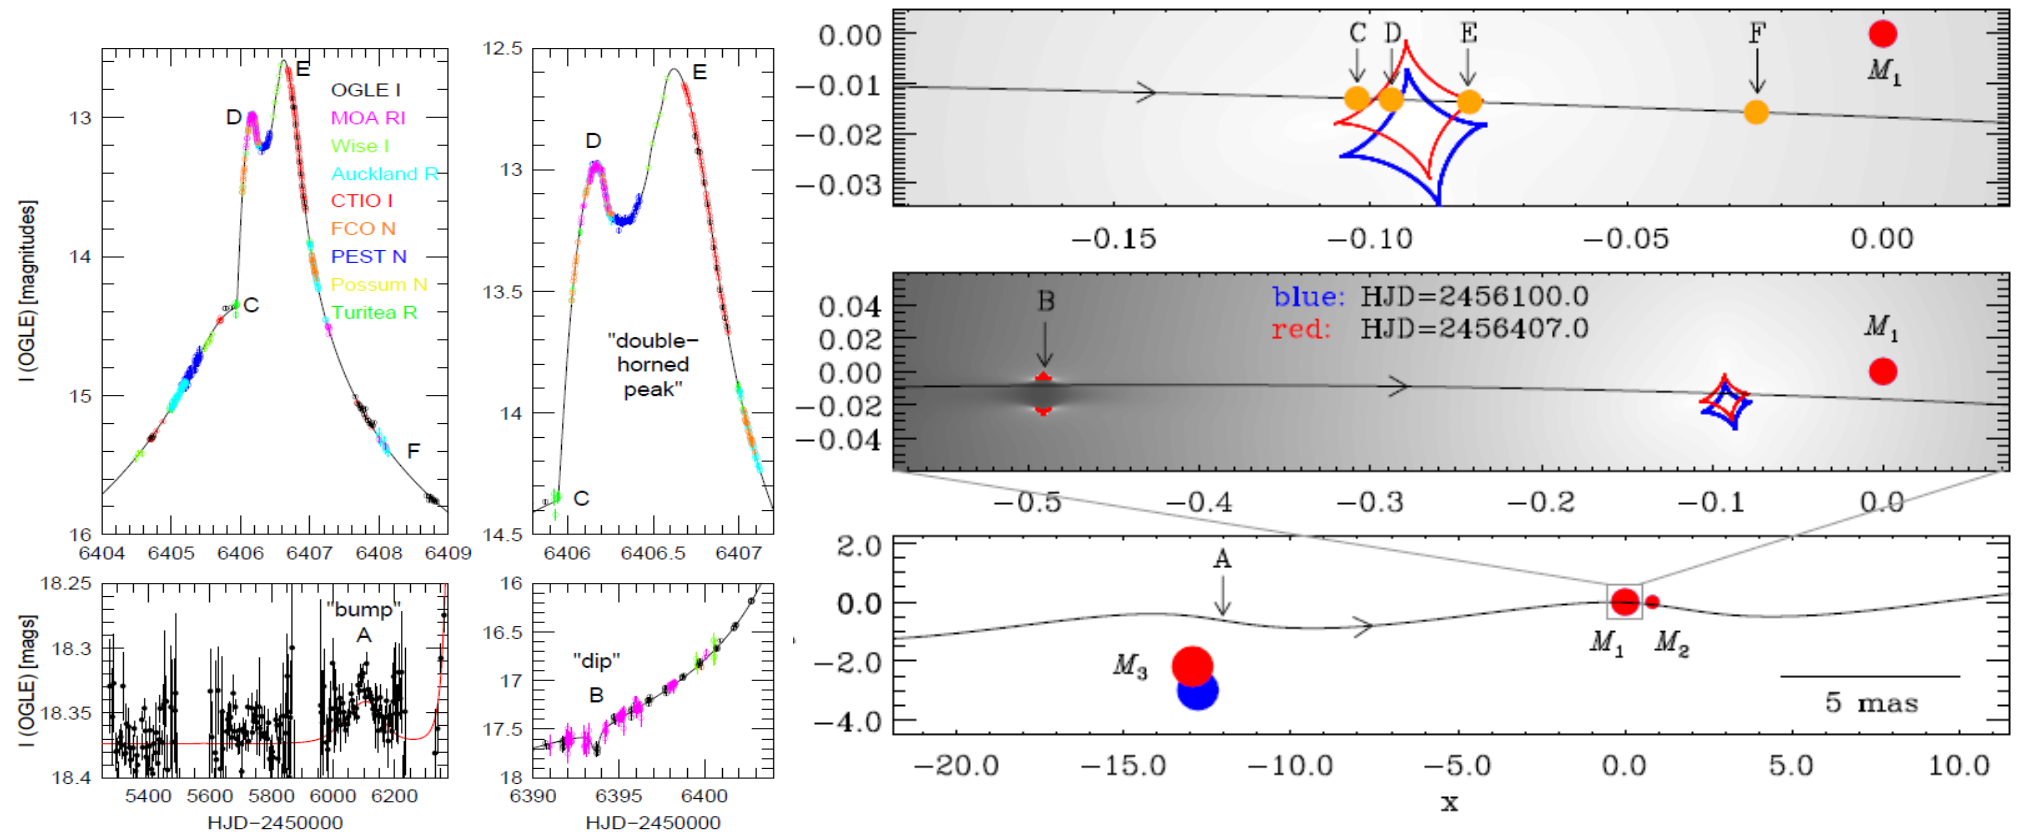 I (OGLE) [magnitudes]
13
14
15
16
6404 6405 6406 6407 6408 6409
C
D
E
F
OGLE I
MOA RI
Wise I
Auckland R
CTIO I
FCO N
PEST N
Possum N
Turitea R
12.5
13
13.5
14
14.5
6406 6406.5 6407
C
D
E
"double-
horned
peak"
I (OGLE) [mags]
18.25
18.3
18.35
18.4
5400 5600 5800 6000 6200
HJD-2450000
"bump"
A
16
16.5
17
17.5
18
6390 6395 6400
HJD-2450000
"dip"
B
0.00
-0.01
-0.02
-0.03
C D E F
M1
-0.15 -0.10 -0.05 0.00
0.04
0.02
0.00
-0.02
-0.04
B
blue: HJD=2456100.0
red: HJD=2456407.0
M1
-0.5 -0.4 -0.3 -0.2 -0.1 0.0
2.0
0.0
-2.0
-4.0
A
M3
M1 M2
5 mas
-20.0 -15.0 -10.0 -5.0 0.0 5.0 10.0
x